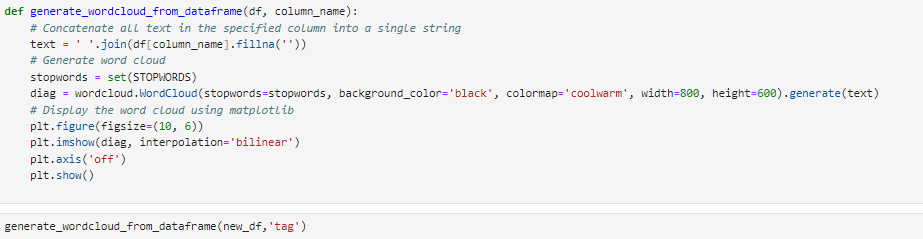 def generate_wordcloud_from_dataframe(df, column_name):
    # Concatenate all text in the specified column into a single string
    text = ' '.join(df[column_name].fillna(''))
    # Generate word cloud
    stopwords = set(STOPWORDS)
    diag = wordcloud.WordCloud(stopwords=stopwords, background_color='black', colormap='coolwarm', width=800, height=600).generate(text)
    # Display the word cloud using matplotlib
    plt.figure(figsize=(10, 6))
    plt.imshow(diag, interpolation='bilinear')
    plt.axis('off')
    plt.show()
generate_wordcloud_from_dataframe(new_df,'tag')